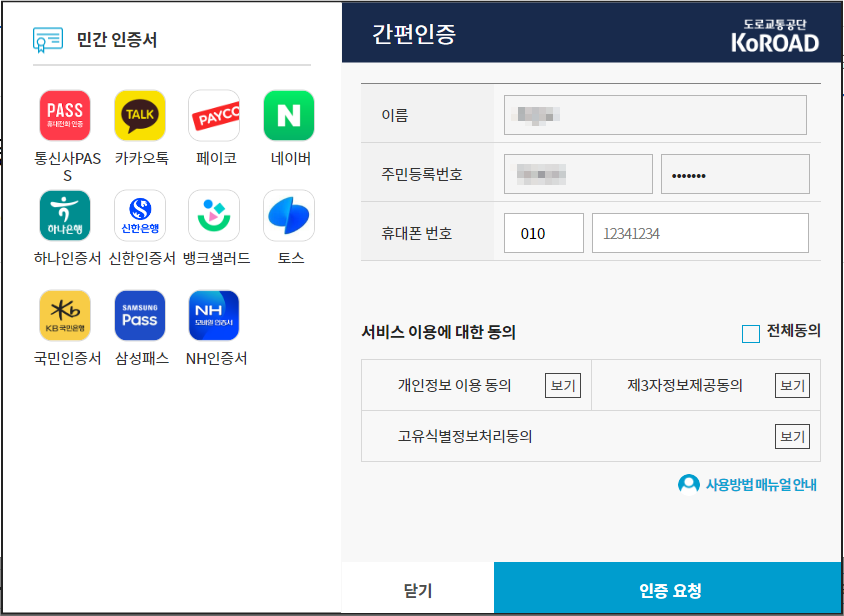 민간 인증서
PASS
휴대전화 인증
TALK
PAYCO
N
통신사PAS
S
카카오톡
페이코
네이버
하나은행
신한은행
하나인증서
신한인증서
뱅크샐러드
토스
KB국민은행
SAMSUNG
Pass
NH
모바일 인증서
국민인증서
삼성패스
NH인증서
간편인증
도로교통공단
KoROAD
이름
주민등록번호
•••••••
휴대폰 번호
010
12341234
서비스 이용에 대한 동의
전체동의
개인정보 이용 동의
보기
제3자정보제공동의
보기
고유식별정보처리동의
보기
사용방법 매뉴얼 안내
닫기
인증 요청